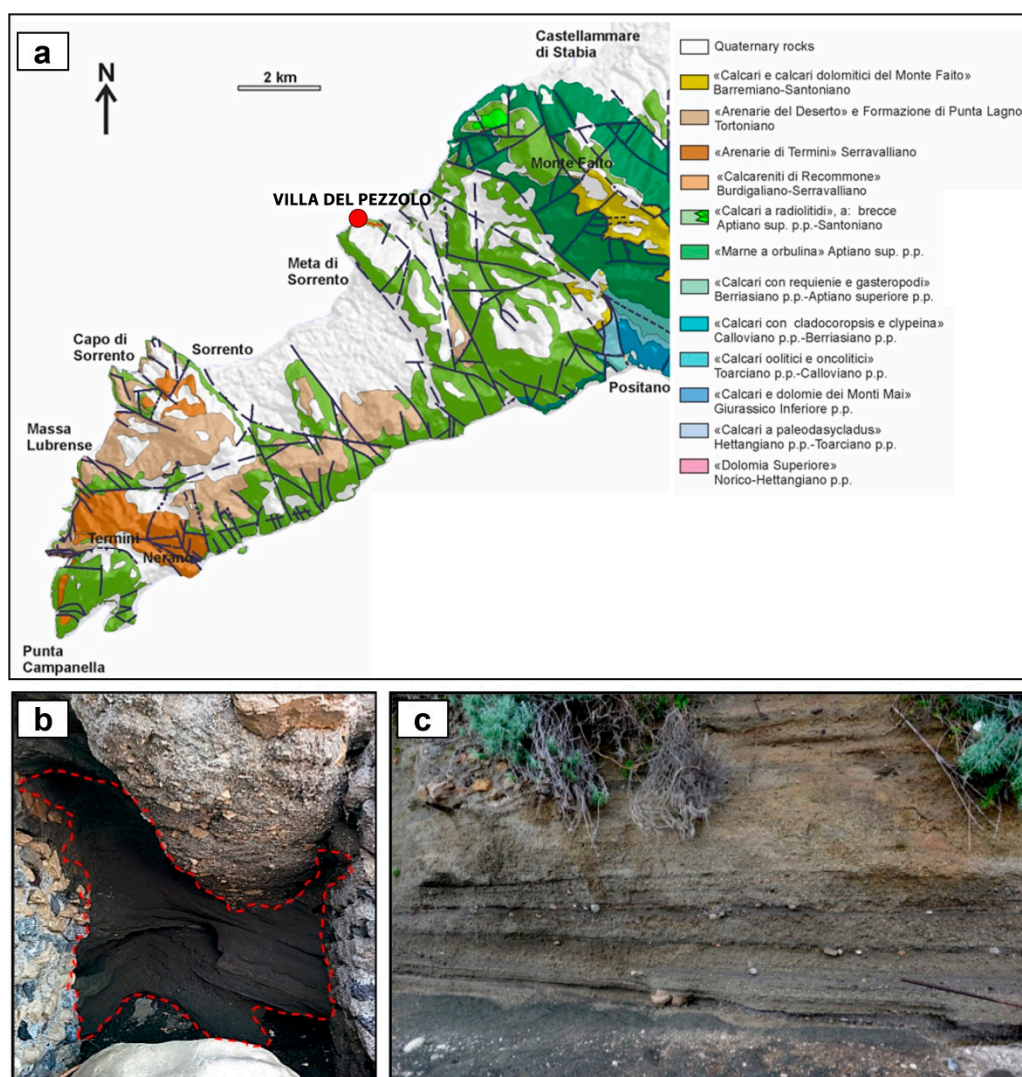 a
N
2 km
Castellammare
di Stabia
Monte Faito
VILLA DEL PEZZOLO
Meta di
Sorrento
Capo di
Sorrento
Sorrento
Positano
Massa
Lubrense
Termini
Nerano
Punta
Campanella
Quaternary rocks
«Calcari e calcari dolomitici del Monte Faito»
Barremiano-Santoniano
«Arenarie del Deserto» e Formazione di Punta Lagno
Tortoniano
«Arenarie di Termini» Serravalliano
«Calcareniti di Recommone»
Burdigaliano-Serravalliano
«Calcari a radiolitidi», a: brecce
Aptiano sup. p.p.-Santoniano
«Marne a orbulina» Aptiano sup. p.p.
«Calcari con requienie e gasteropodi»
Berriasiano p.p.-Aptiano superiore p.p.
«Calcari con cladocoropsis e clypeina»
Calloviano p.p.-Berriasiano p.p.
«Calcari oolitici e oncolitici»
Toarciano p.p.-Calloviano p.p.
«Calcari e dolomie dei Monti Mai»
Giurassico Inferiore p.p.
«Calcari a paleodasycladus»
Hettangiano p.p.-Toarciano p.p.
«Dolomia Superiore»
Norico-Hettangiano p.p.
b
c